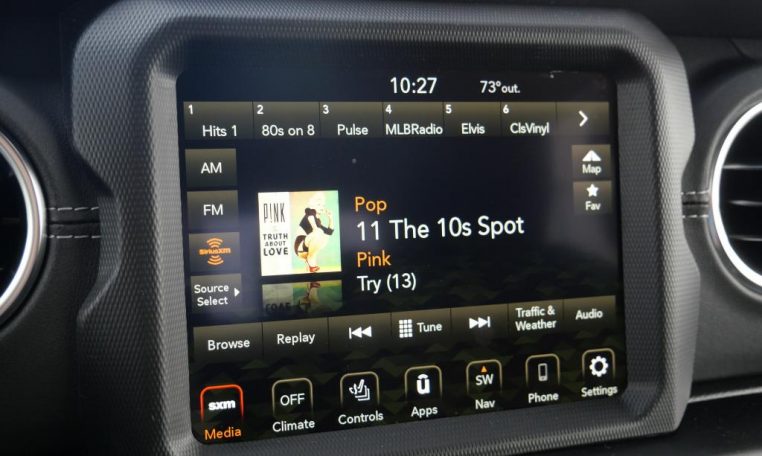 10:27 73°out.
1 2 3 4 5 6
Hits 1 80s on 8 Pulse MLBRadio Elvis ClsVinyl
AM
Map
FM
Fav
SiriusXM
Source
Select
P!NK
TRUTH
ABOUT
LOVE
Pop
11 The 10s Spot
Pink
Try (13)
Browse Replay Tune Traffic &
Weather Audio
sxm OFF SW
Media Climate Controls Apps Nav Phone Settings